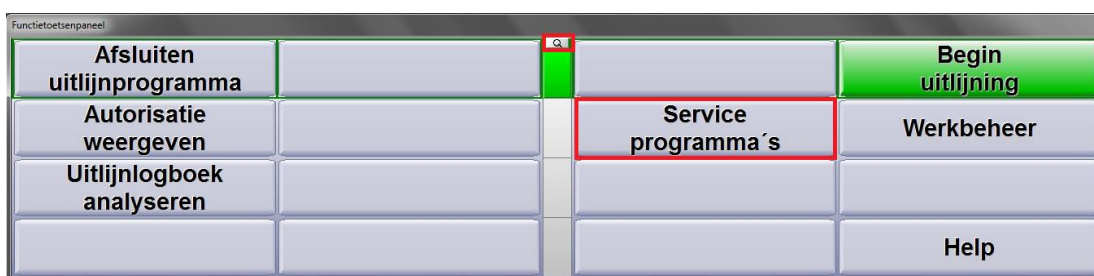 Functietoetsenpaneel
Afsluiten
uitlijnprogramma
Begin
uitlijning
Autorisatie
weergeven
Service
programma´s
Werkbeheer
Uitlijnlogboek
analyseren
Help